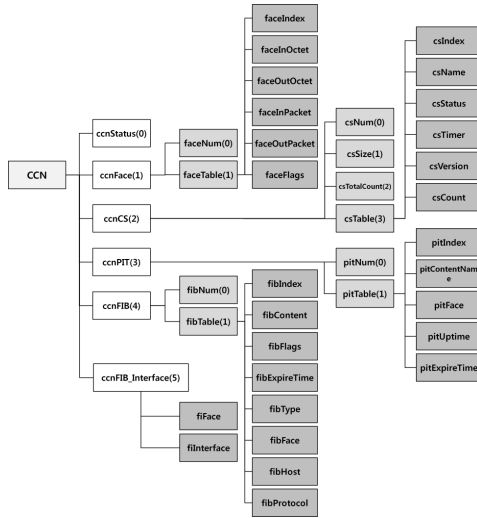 CCN
ccnStatus(0)
ccnFace(1)
faceNum(0)
faceTable(1)
faceIndex
faceInOctet
faceOutOctet
faceInPacket
faceOutPacket
faceFlags
ccnCS(2)
csNum(0)
csSize(1)
csTotalCount(2)
csTable(3)
csIndex
csName
csStatus
csTimer
csVersion
csCount
ccnPIT(3)
pitNum(0)
pitTable(1)
pitIndex
pitContentNam
e
pitFace
pitUptime
pitExpireTime
ccnFIB(4)
fibNum(0)
fibTable(1)
fibIndex
fibContent
fibFlags
fibExpireTime
fibType
fibFace
fibHost
fibProtocol
ccnFIB_Interface(5)
fiFace
fiInterface